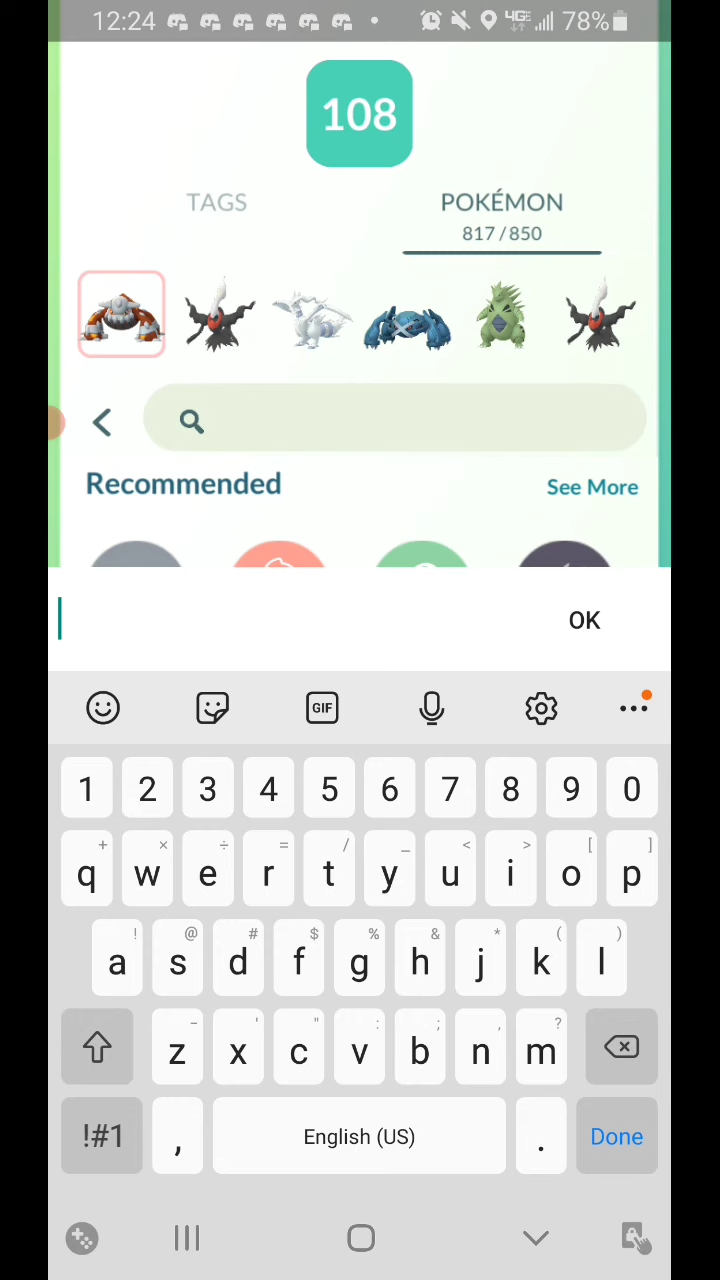 12:24 4GE 78%
108
TAGS POKÉMON
817 / 850
Recommended See More
OK
GIF
1 2 3 4 5 6 7 8 9 0
+ × ÷ = / _ < > [ ]
q w e r t y u i o p
! @ # $ % & * ( )
a s d f g h j k l
- ' " : ; , ?
z x c v b n m
!#1 , English (US) . Done